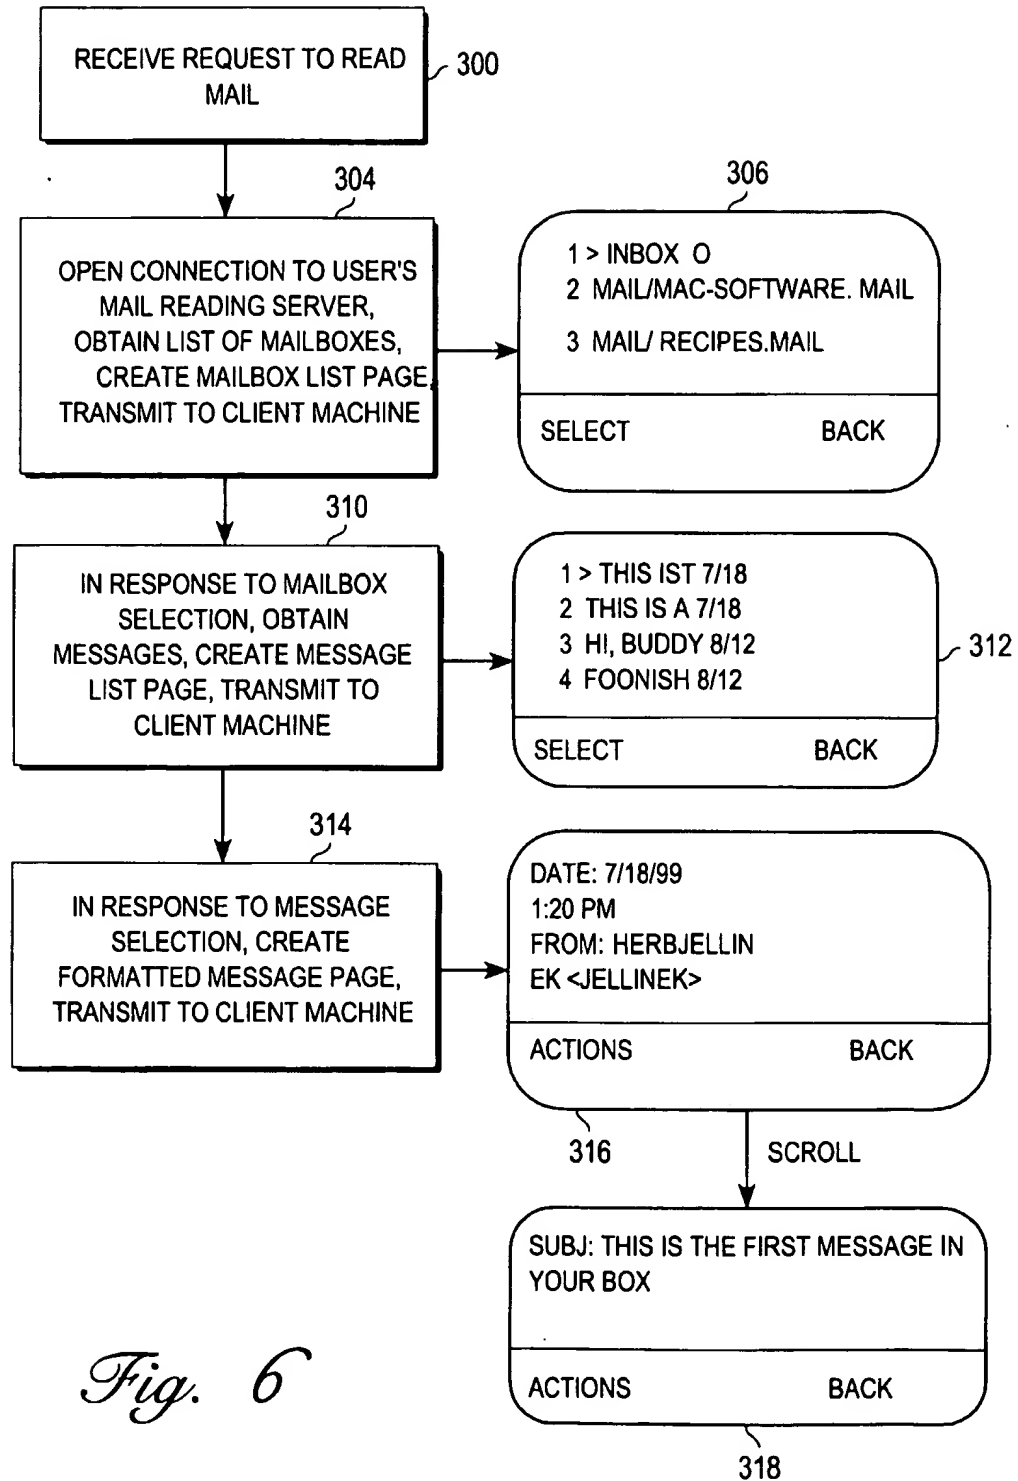 RECEIVE REQUEST TO READ
MAIL
300
304
OPEN CONNECTION TO USER'S
MAIL READING SERVER,
OBTAIN LIST OF MAILBOXES,
CREATE MAILBOX LIST PAGE,
TRANSMIT TO CLIENT MACHINE
306
1 > INBOX O
2 MAIL/MAC-SOFTWARE. MAIL
3 MAIL/ RECIPES.MAIL
SELECT BACK
310
IN RESPONSE TO MAILBOX
SELECTION, OBTAIN
MESSAGES, CREATE MESSAGE
LIST PAGE, TRANSMIT TO
CLIENT MACHINE
1 > THIS IST 7/18
2 THIS IS A 7/18
3 HI, BUDDY 8/12
4 FOONISH 8/12
SELECT BACK
312
314
IN RESPONSE TO MESSAGE
SELECTION, CREATE
FORMATTED MESSAGE PAGE,
TRANSMIT TO CLIENT MACHINE
DATE: 7/18/99
1:20 PM
FROM: HERBJELLIN
EK <JELLINEK>
ACTIONS BACK
316
SCROLL
SUBJ: THIS IS THE FIRST MESSAGE IN
YOUR BOX
ACTIONS BACK
318
Fig. 6